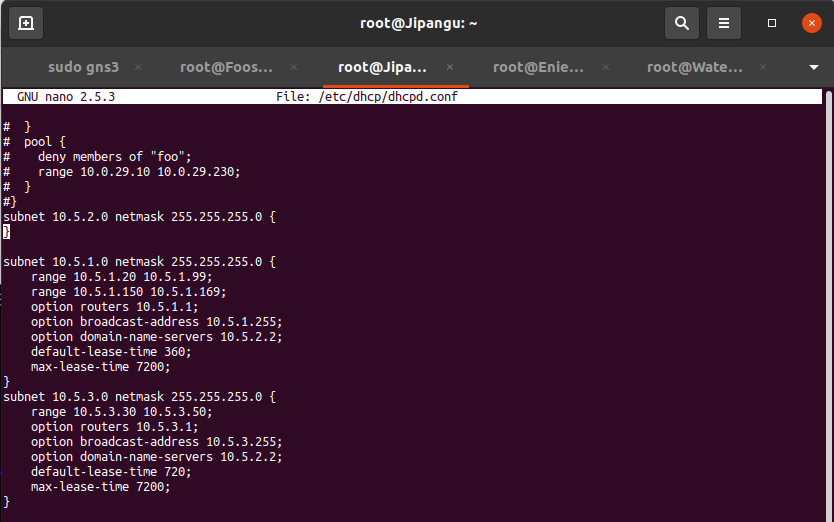 root@Jipangu: ~
sudo gns3 × root@Foos... × root@Jipa... × root@Enie... × root@Wate... ×
GNU nano 2.5.3 File: /etc/dhcp/dhcpd.conf
#  }
#  pool {
#    deny members of "foo";
#    range 10.0.29.10 10.0.29.230;
#  }
#}
subnet 10.5.2.0 netmask 255.255.255.0 {
}
subnet 10.5.1.0 netmask 255.255.255.0 {
    range 10.5.1.20 10.5.1.99;
    range 10.5.1.150 10.5.1.169;
    option routers 10.5.1.1;
    option broadcast-address 10.5.1.255;
    option domain-name-servers 10.5.2.2;
    default-lease-time 360;
    max-lease-time 7200;
}
subnet 10.5.3.0 netmask 255.255.255.0 {
    range 10.5.3.30 10.5.3.50;
    option routers 10.5.3.1;
    option broadcast-address 10.5.3.255;
    option domain-name-servers 10.5.2.2;
    default-lease-time 720;
    max-lease-time 7200;
}